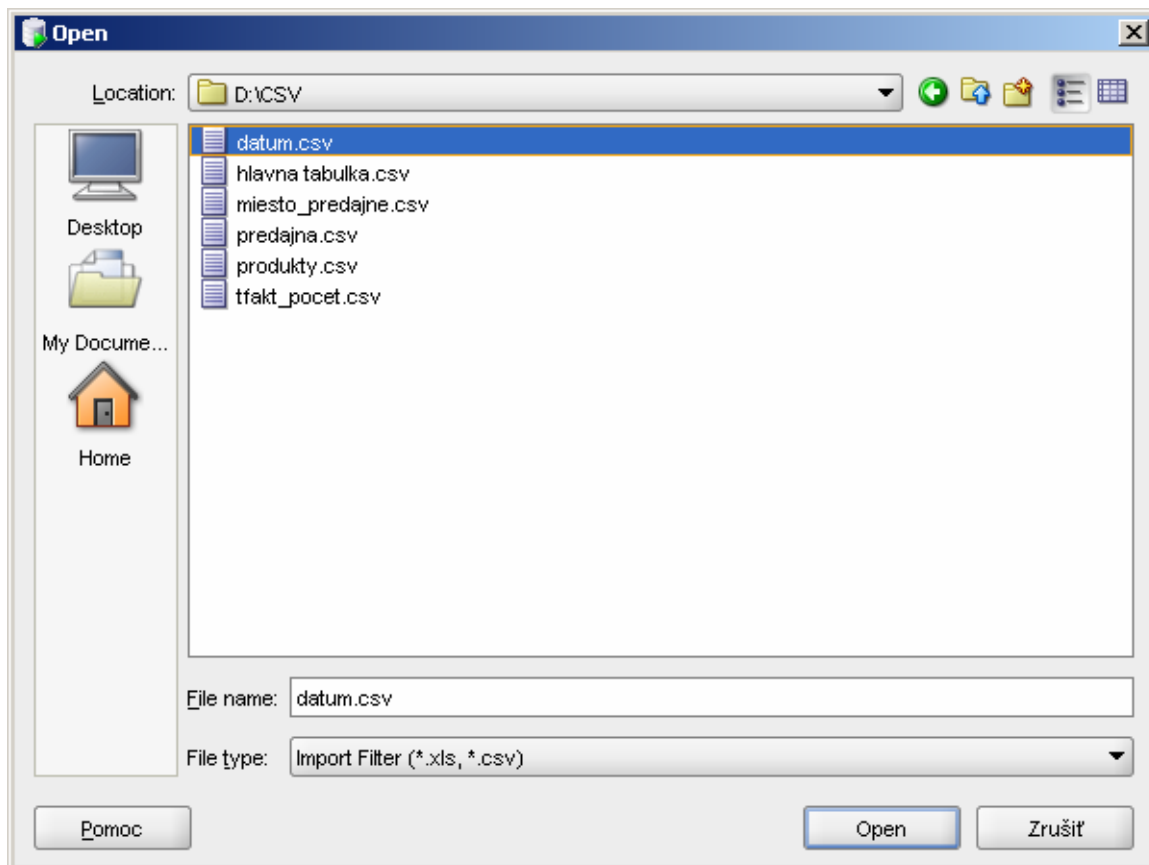 Open
Location: D:\CSV
Desktop
My Docume...
Home
datum.csv
hlavna tabulka.csv
miesto_predajne.csv
predajna.csv
produkty.csv
tfakt_pocet.csv
File name: datum.csv
File type: Import Filter (*.xls, *.csv)
Pomoc Open Zrušiť